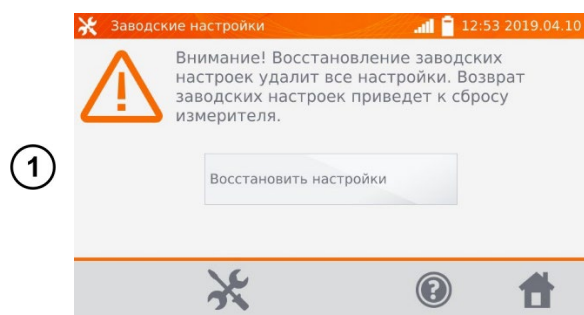 Заводские настройки 12:53 2019.04.10
Внимание! Восстановление заводских
настроек удалит все настройки. Возврат
заводских настроек приведет к сбросу
измерителя.
1
Восстановить настройки